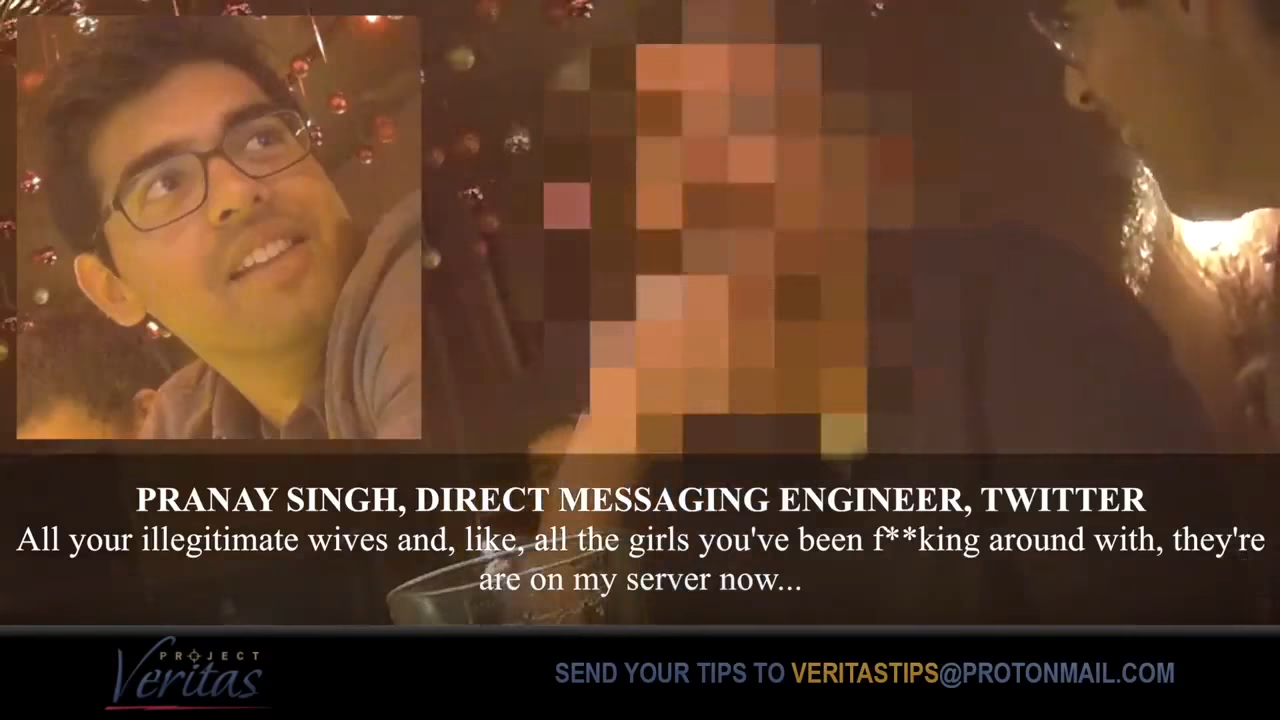 PRANAY SINGH, DIRECT MESSAGING ENGINEER, TWITTER
All your illegitimate wives and, like, all the girls you've been f**king around with, they're
are on my server now...
PROJECT
Veritas
SEND YOUR TIPS TO VERITASTIPS@PROTONMAIL.COM